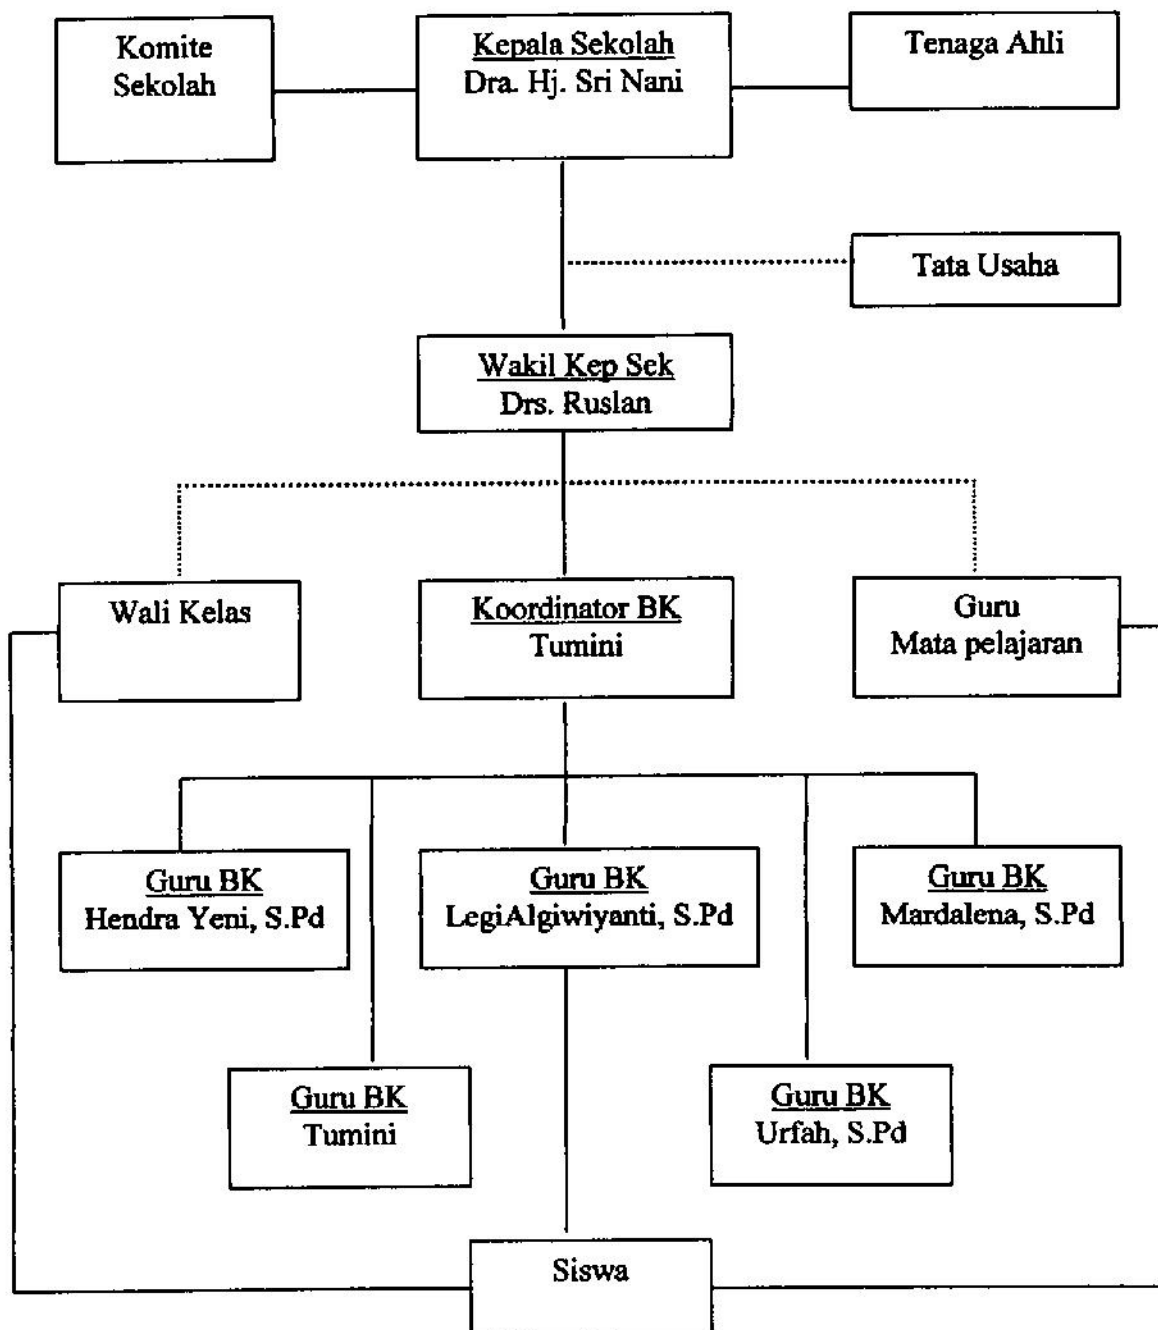 Komite
Sekolah
Kepala Sekolah
Dra. Hj. Sri Nani
Tenaga Ahli
Tata Usaha
Wakil Kep Sek
Drs. Ruslan
Wali Kelas
Koordinator BK
Tumini
Guru
Mata pelajaran
Guru BK
Hendra Yeni, S.Pd
Guru BK
LegiAlgiwiyanti, S.Pd
Guru BK
Mardalena, S.Pd
Guru BK
Tumini
Guru BK
Urfah, S.Pd
Siswa